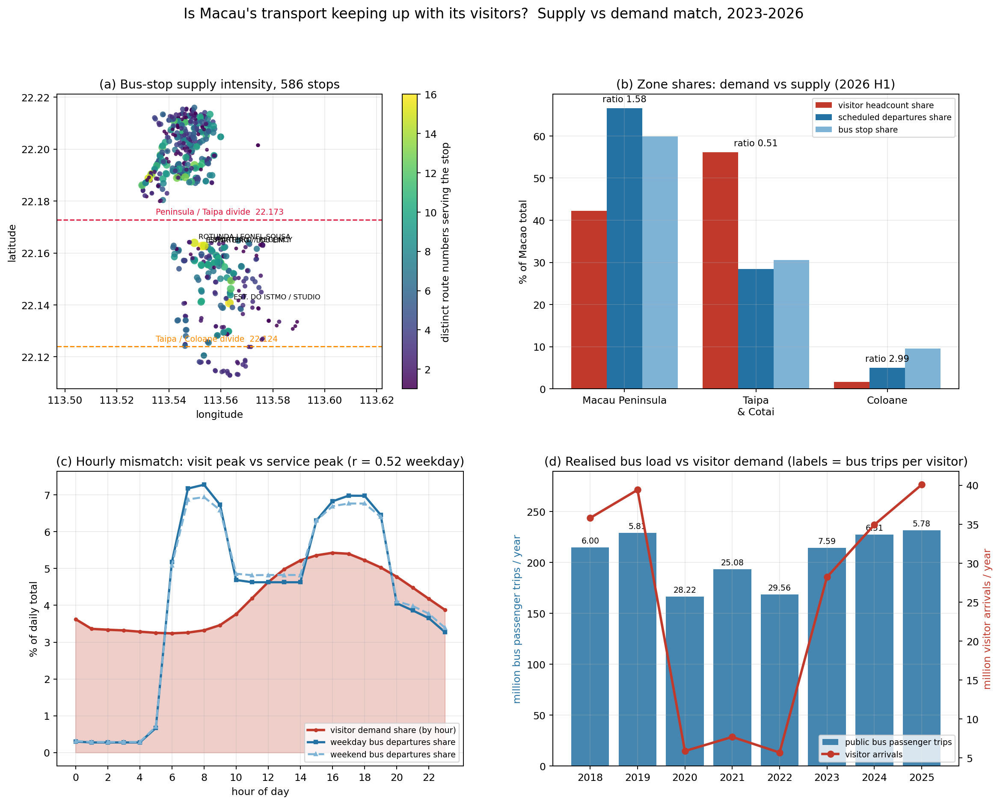 Is Macau's transport keeping up with its visitors?  Supply vs demand match, 2023-2026
(a) Bus-stop supply intensity, 586 stops
22.22
22.20
22.18
22.16
22.14
22.12
latitude
Peninsula / Taipa divide  22.173
ROTUNDA LEONEL SOUSA
EST. DO ISTMO / STUDIO
Taipa / Coloane divide  22.124
113.50
113.52
113.54
113.56
113.58
113.60
113.62
longitude
16
14
12
10
8
6
4
2
distinct route numbers serving the stop
(b) Zone shares: demand vs supply (2026 H1)
ratio 1.58
ratio 0.51
ratio 2.99
visitor headcount share
scheduled departures share
bus stop share
60
50
40
30
20
10
0
% of Macao total
Macau Peninsula
Taipa
& Cotai
Coloane
(c) Hourly mismatch: visit peak vs service peak (r = 0.52 weekday)
7
6
5
4
3
2
1
0
% of daily total
visitor demand share (by hour)
weekday bus departures share
weekend bus departures share
0
2
4
6
8
10
12
14
16
18
20
22
hour of day
(d) Realised bus load vs visitor demand (labels = bus trips per visitor)
250
200
150
100
50
0
million bus passenger trips / year
6.00
5.81
28.22
25.08
29.56
7.59
6.51
5.78
40
35
30
25
20
15
10
5
million visitor arrivals / year
public bus passenger trips
visitor arrivals
2018
2019
2020
2021
2022
2023
2024
2025